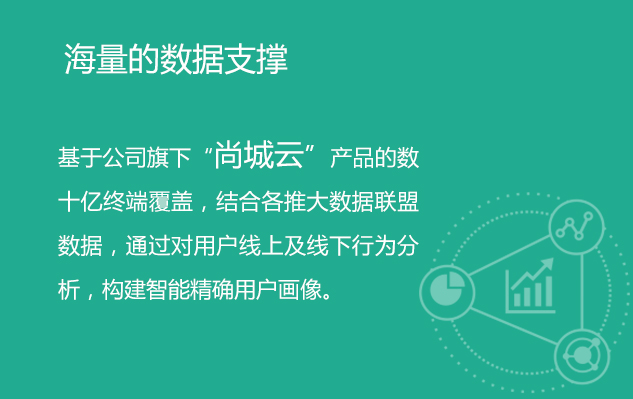 海量的数据支撑
基于公司旗下“尚城云”产品的数
十亿终端覆盖，结合各推大数据联盟
数据，通过对用户线上及线下行为分
析，构建智能精确用户画像。